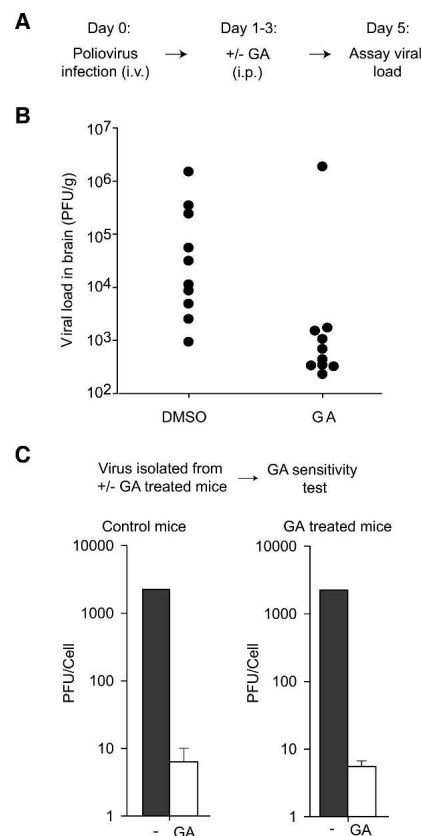 A
Day 0: Day 1-3: Day 5:
Poliovirus → +/- GA → Assay viral
infection (i.v.) (i.p.) load
B
Viral load in brain (PFU/g)
10⁷
10⁶
10⁵
10⁴
10³
10²
DMSO GA
C
Virus isolated from → GA sensitivity
+/- GA treated mice test
Control mice GA treated mice
PFU/Cell PFU/Cell
10000 10000
1000 1000
100 100
10 10
1 1
- GA - GA